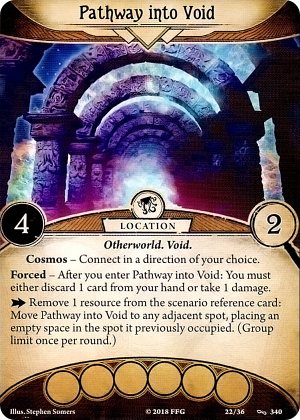 Pathway into Void
4
LOCATION
2
Otherworld. Void.
Cosmos – Connect in a direction of your choice.
Forced – After you enter Pathway into Void: You must
either discard 1 card from your hand or take 1 damage.
Remove 1 resource from the scenario reference card:
Move Pathway into Void to any adjacent spot, placing an
empty space in the spot it previously occupied. (Group
limit once per round.)
Illus. Stephen Somers
© 2018 FFG
22/36
340